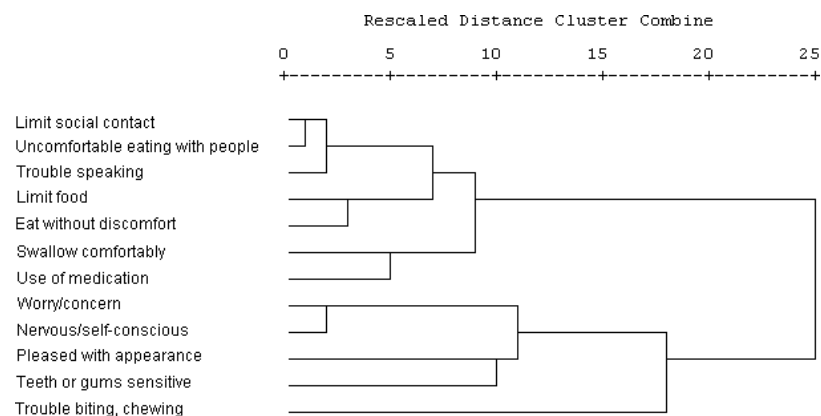 Rescaled Distance Cluster Combine
0 5 10 15 20 25
Limit social contact
Uncomfortable eating with people
Trouble speaking
Limit food
Eat without discomfort
Swallow comfortably
Use of medication
Worry/concern
Nervous/self-conscious
Pleased with appearance
Teeth or gums sensitive
Trouble biting, chewing